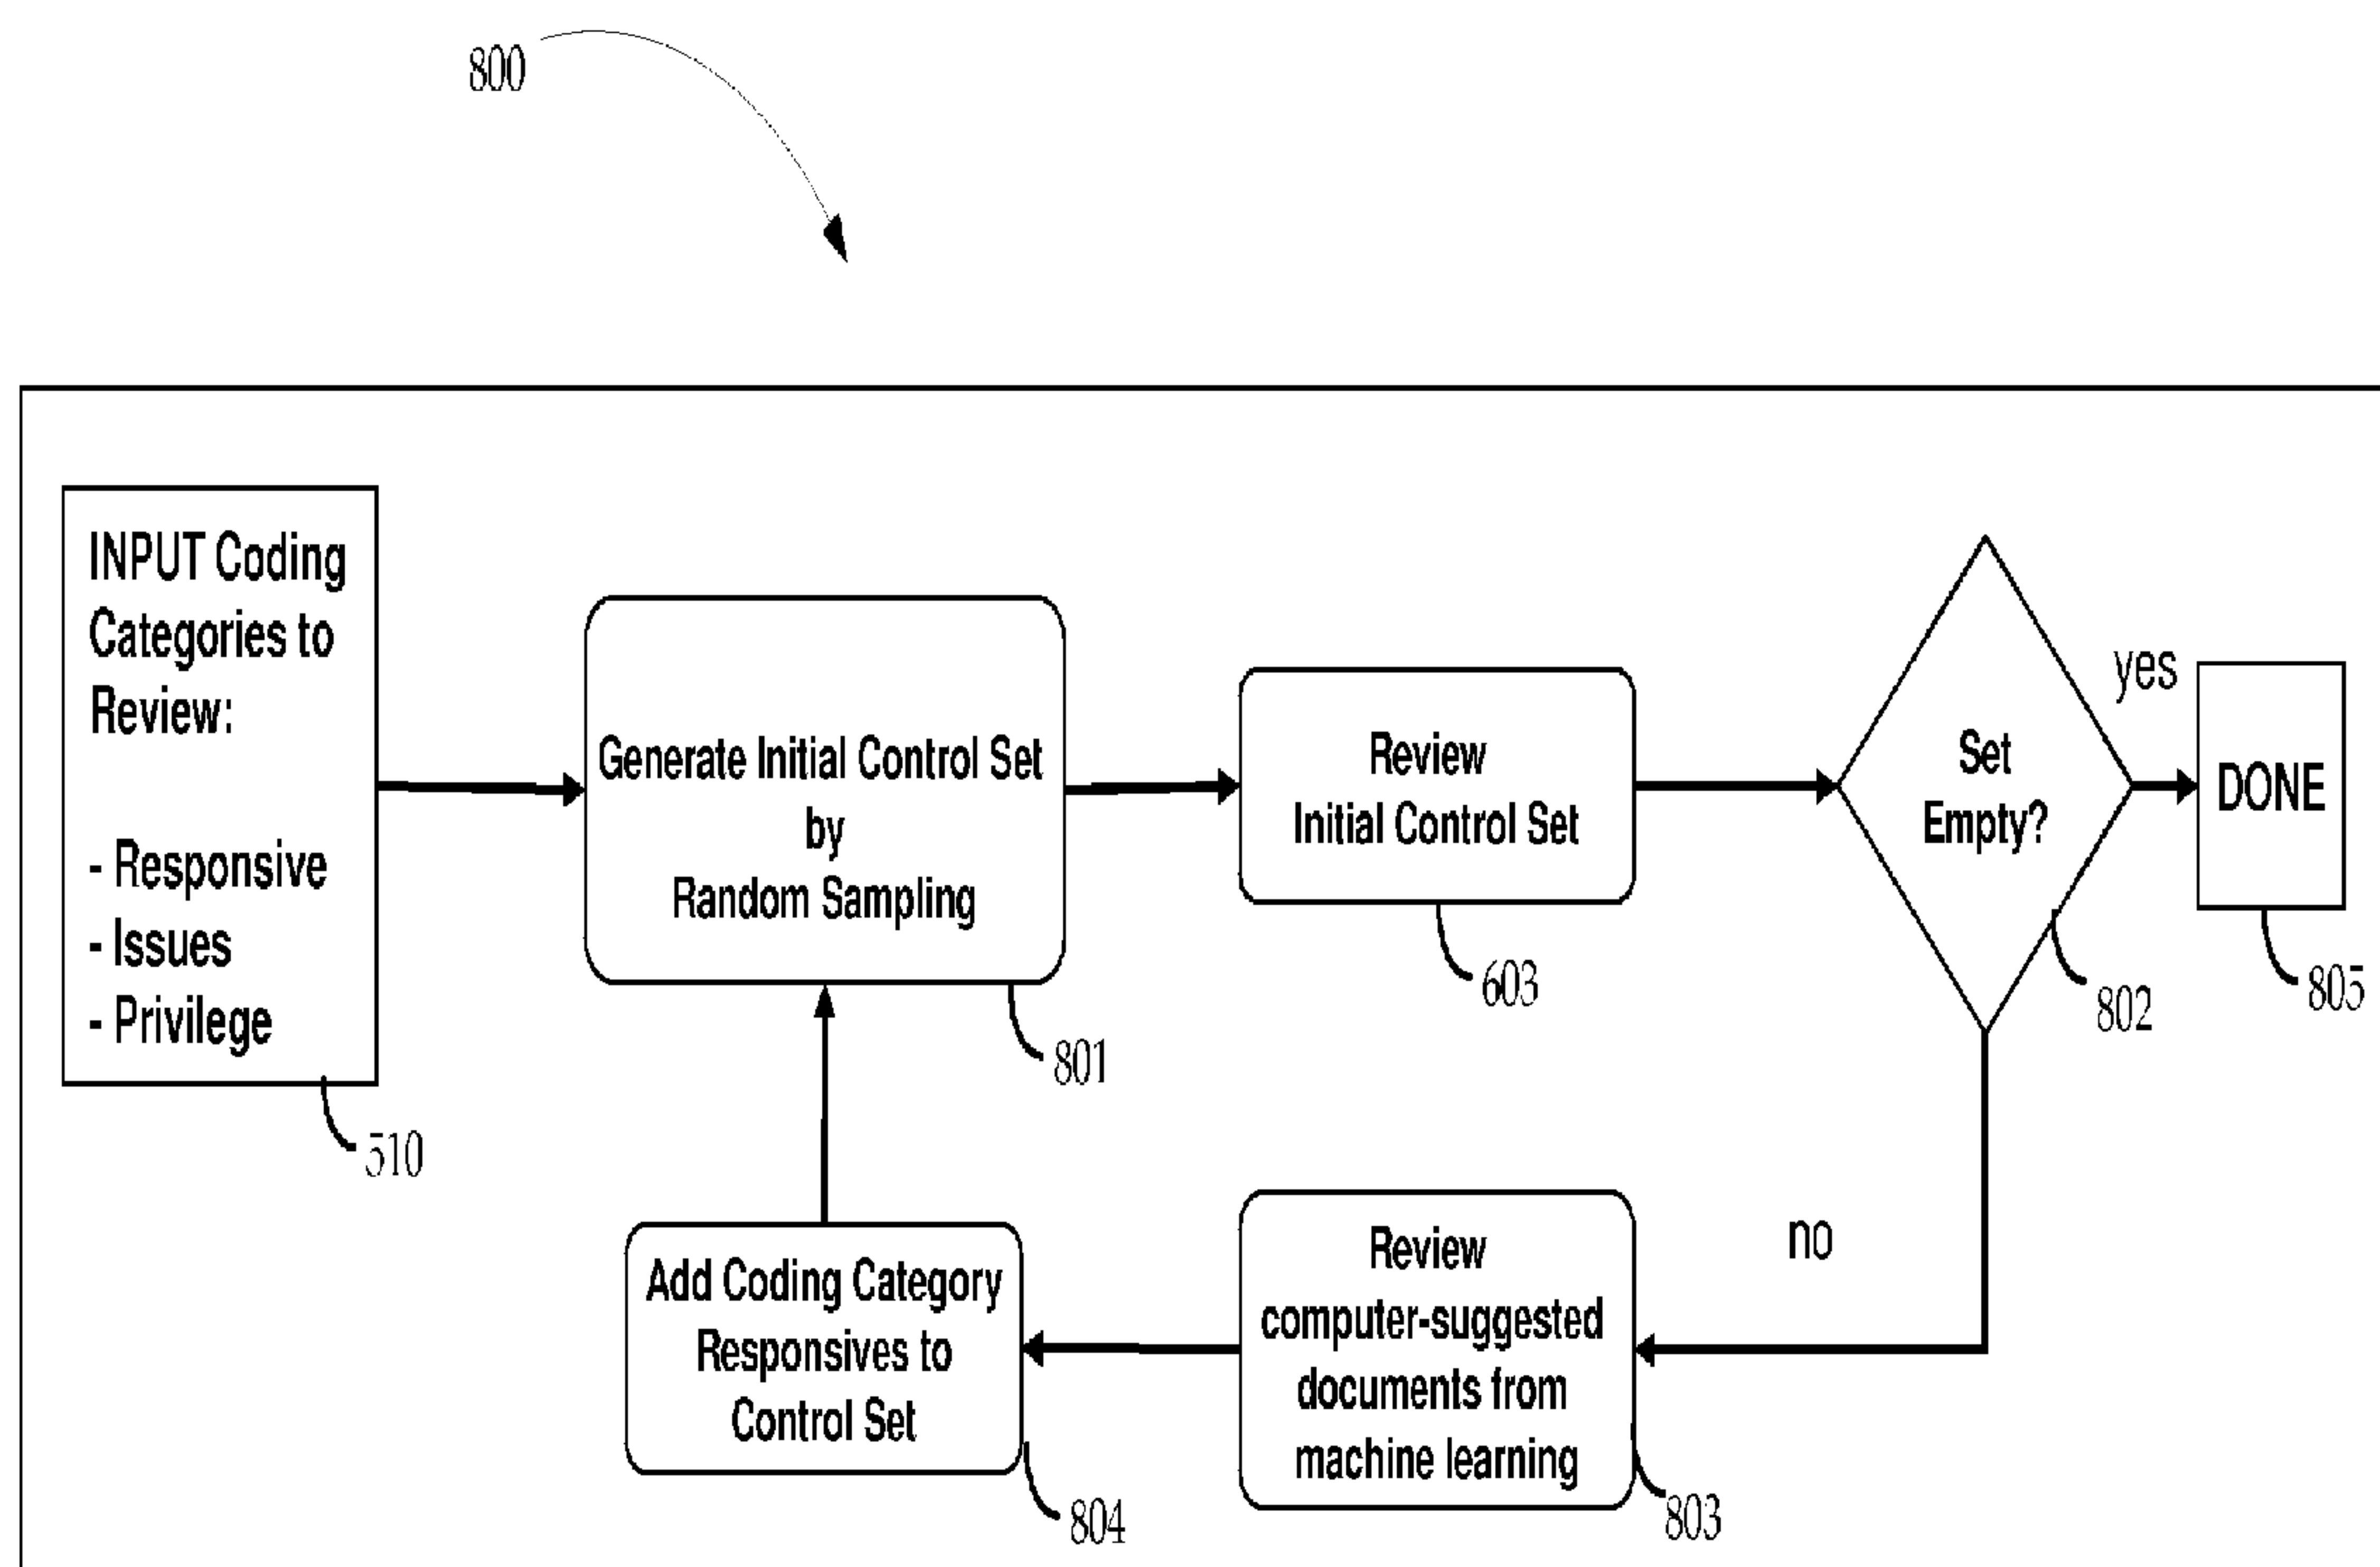 800
INPUT Coding
Categories to
Review:
- Responsive
- Issues
- Privilege
510
Generate Initial Control Set
by
Random Sampling
801
Review
Initial Control Set
603
Set
Empty?
802
yes
DONE
805
no
Review
computer-suggested
documents from
machine learning
803
Add Coding Category
Responsives to
Control Set
804